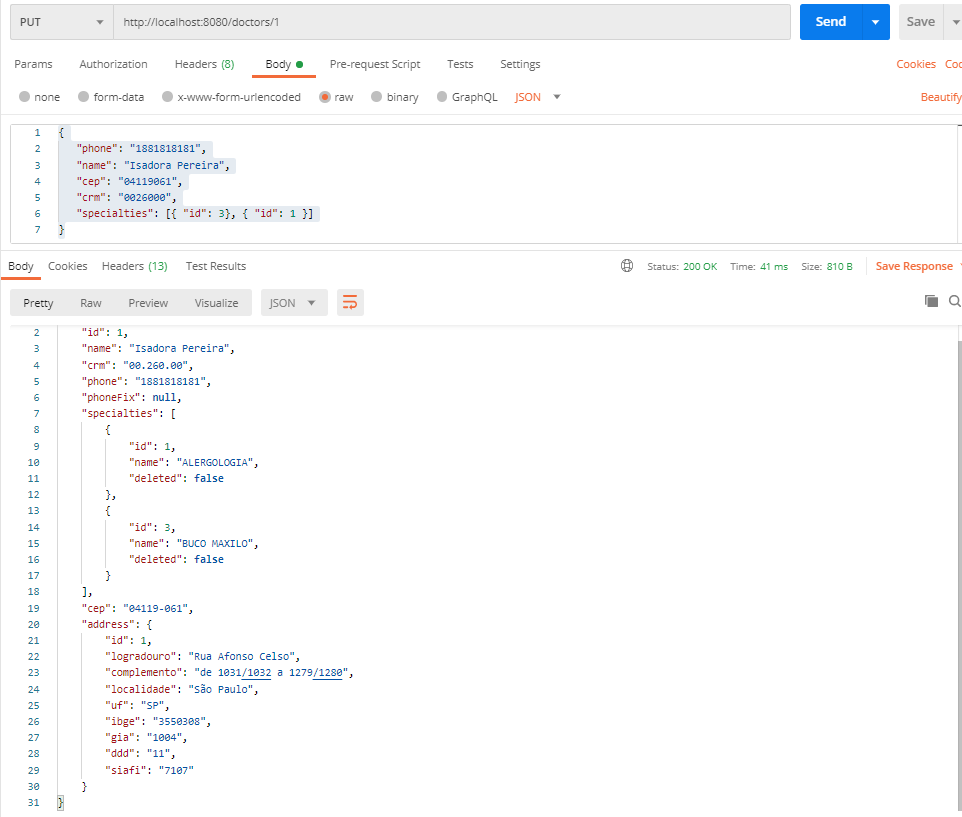 PUT http://localhost:8080/doctors/1 Send Save
Params Authorization Headers (8) Body Pre-request Script Tests Settings Cookies
none form-data x-www-form-urlencoded raw binary GraphQL JSON Beautify
1 {
2 "phone": "1881818181",
3 "name": "Isadora Pereira",
4 "cep": "04119061",
5 "crm": "0026000",
6 "specialties": [{ "id": 3}, { "id": 1 }]
7 }
Body Cookies Headers (13) Test Results Status: 200 OK Time: 41 ms Size: 810 B Save Response
Pretty Raw Preview Visualize JSON
2 "id": 1,
3 "name": "Isadora Pereira",
4 "crm": "00.260.00",
5 "phone": "1881818181",
6 "phoneFix": null,
7 "specialties": [
8 {
9 "id": 1,
10 "name": "ALERGOLOGIA",
11 "deleted": false
12 },
13 {
14 "id": 3,
15 "name": "BUCO MAXILO",
16 "deleted": false
17 }
18 ],
19 "cep": "04119-061",
20 "address": {
21 "id": 1,
22 "logradouro": "Rua Afonso Celso",
23 "complemento": "de 1031/1032 a 1279/1280",
24 "localidade": "São Paulo",
25 "uf": "SP",
26 "ibge": "3550308",
27 "gia": "1004",
28 "ddd": "11",
29 "siafi": "7107"
30 }
31 }